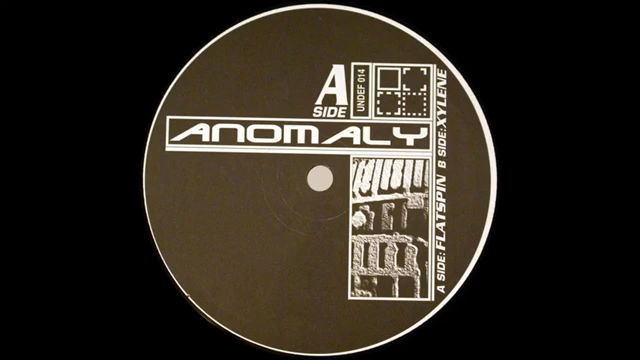 A
SIDE
UNDEF 014
ANOMALY
A SIDE: FLATSPIN B SIDE: XYLENE